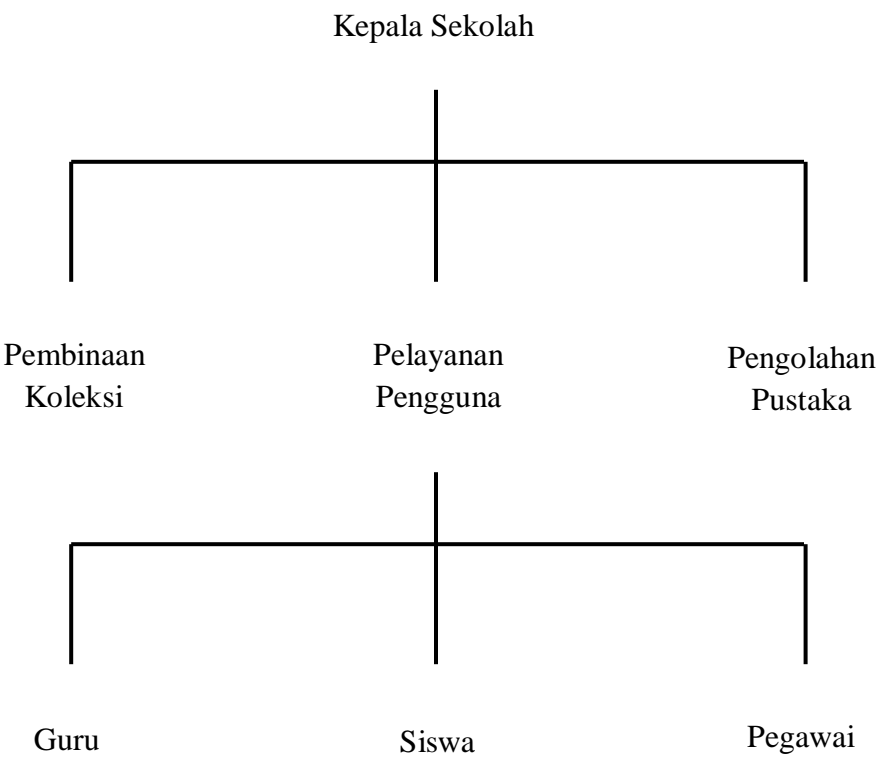 Kepala Sekolah
Pembinaan
Koleksi
Pelayanan
Pengguna
Pengolahan
Pustaka
Guru
Siswa
Pegawai